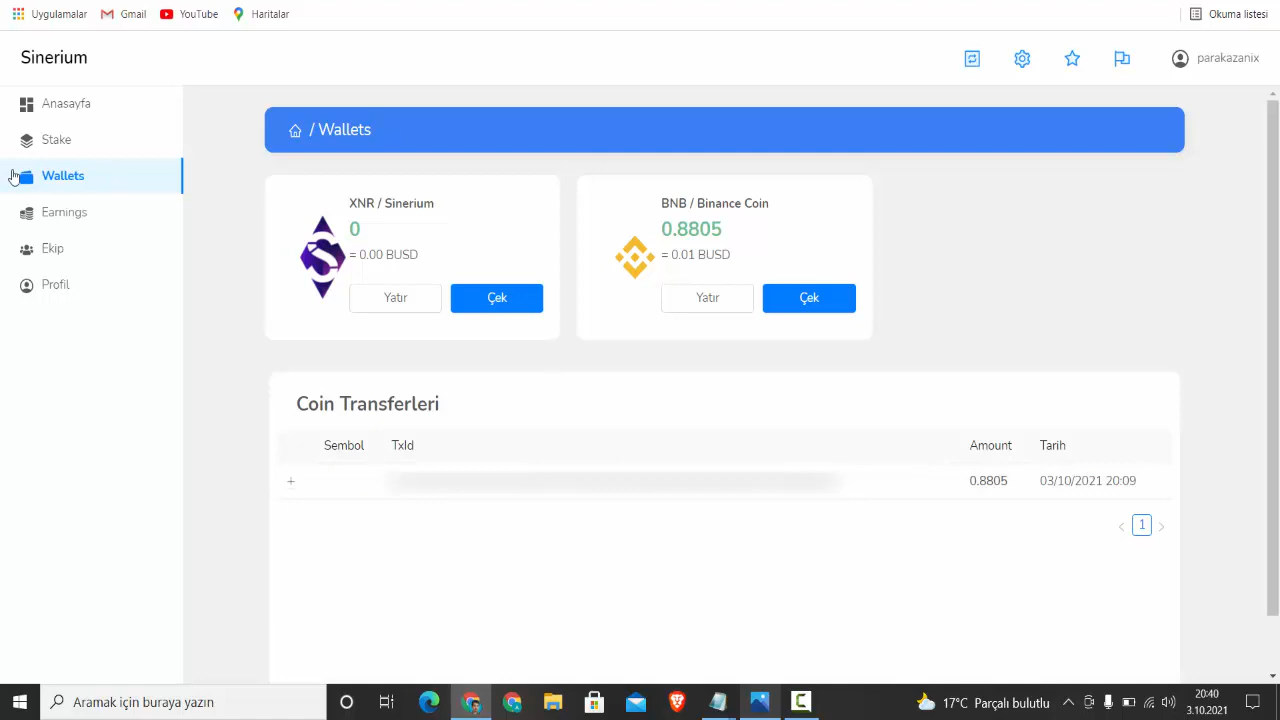 Uygulamalar Gmail YouTube Haritalar Okuma listesi
Sinerium parakazanix
Anasayfa
Stake
Wallets
Earnings
Ekip
Profil
/ Wallets
XNR / Sinerium
0
= 0.00 BUSD
Yatır Çek
BNB / Binance Coin
0.8805
= 0.01 BUSD
Yatır Çek
Coin Transferleri
Sembol TxId Amount Tarih
+ 0.8805 03/10/2021 20:09
< 1 >
Aramak için buraya yazın 17°C Parçalı bulutlu 20:40
3.10.2021